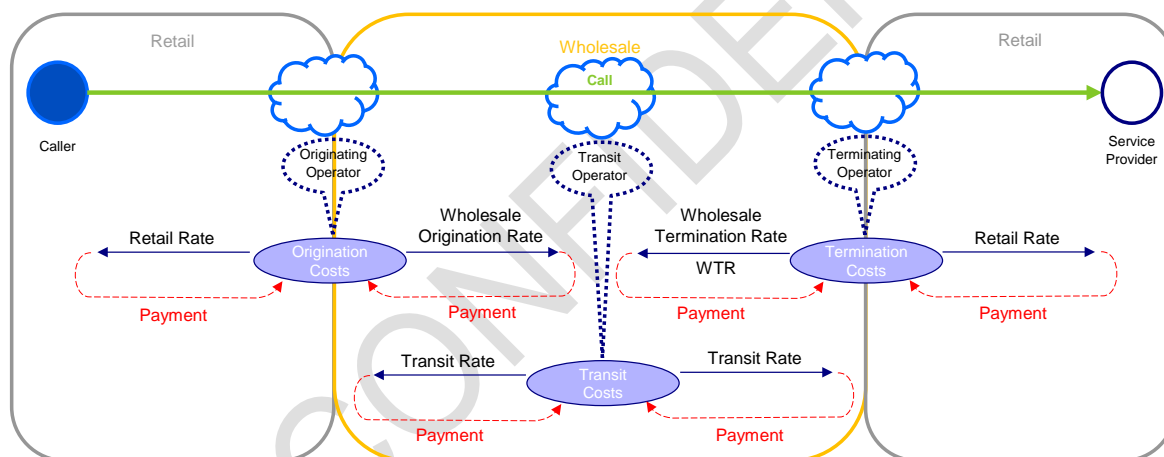 Retail
Wholesale
Retail
Call
Caller
Service
Provider
Originating
Operator
Transit
Operator
Terminating
Operator
Retail Rate
Wholesale
Origination Rate
Wholesale
Termination Rate
WTR
Retail Rate
Origination
Costs
Termination
Costs
Payment
Payment
Payment
Payment
Transit Rate
Transit Rate
Transit
Costs
Payment
Payment
CONFIDE